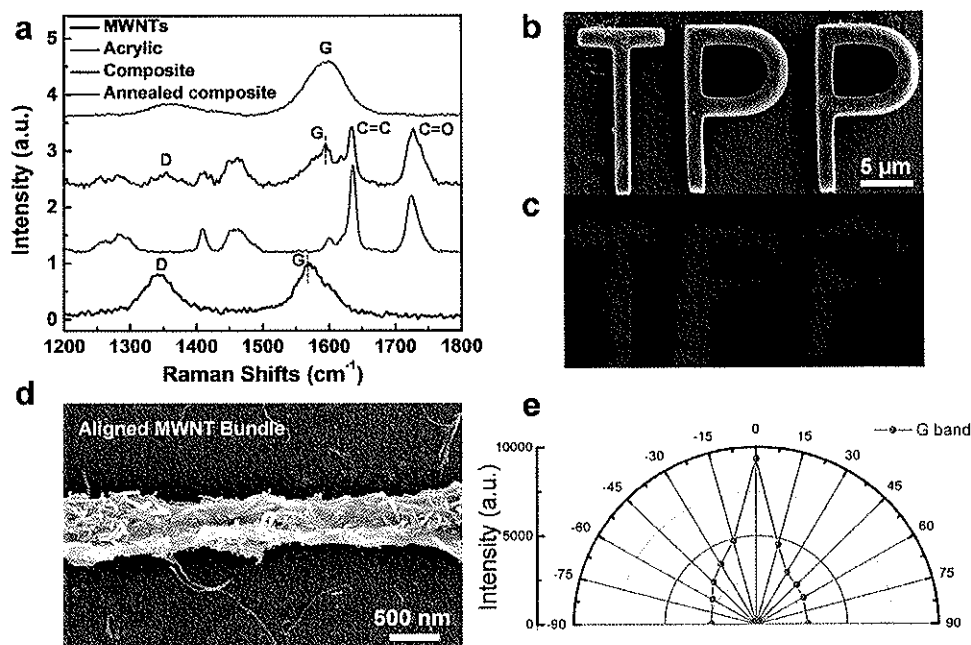 a
MWNTs
Acrylic
Composite
Annealed composite
G
D
G
C=C
C=O
D
G
5
4
3
2
1
0
Intensity (a.u.)
1200 1300 1400 1500 1600 1700 1800
Raman Shifts (cm⁻¹)
b
TPP
5 µm
c
d
Aligned MWNT Bundle
500 nm
e
G band
Intensity (a.u.)
10000
5000
0
-90
-75
-60
-45
-30
-15
0
15
30
45
60
75
90